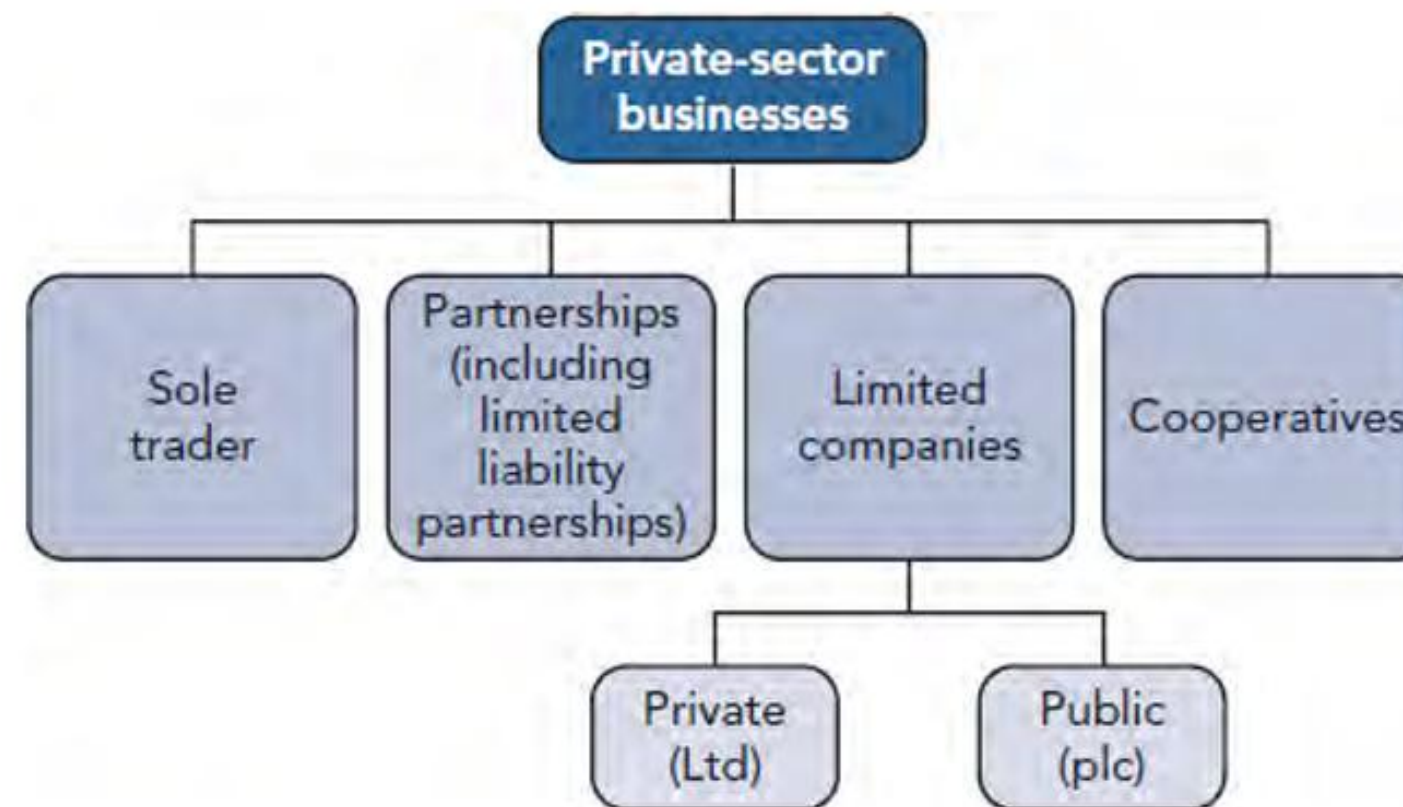 Private-sector
businesses
Sole
trader
Partnerships
(including
limited
liability
partnerships)
Limited
companies
Cooperatives
Private
(Ltd)
Public
(plc)